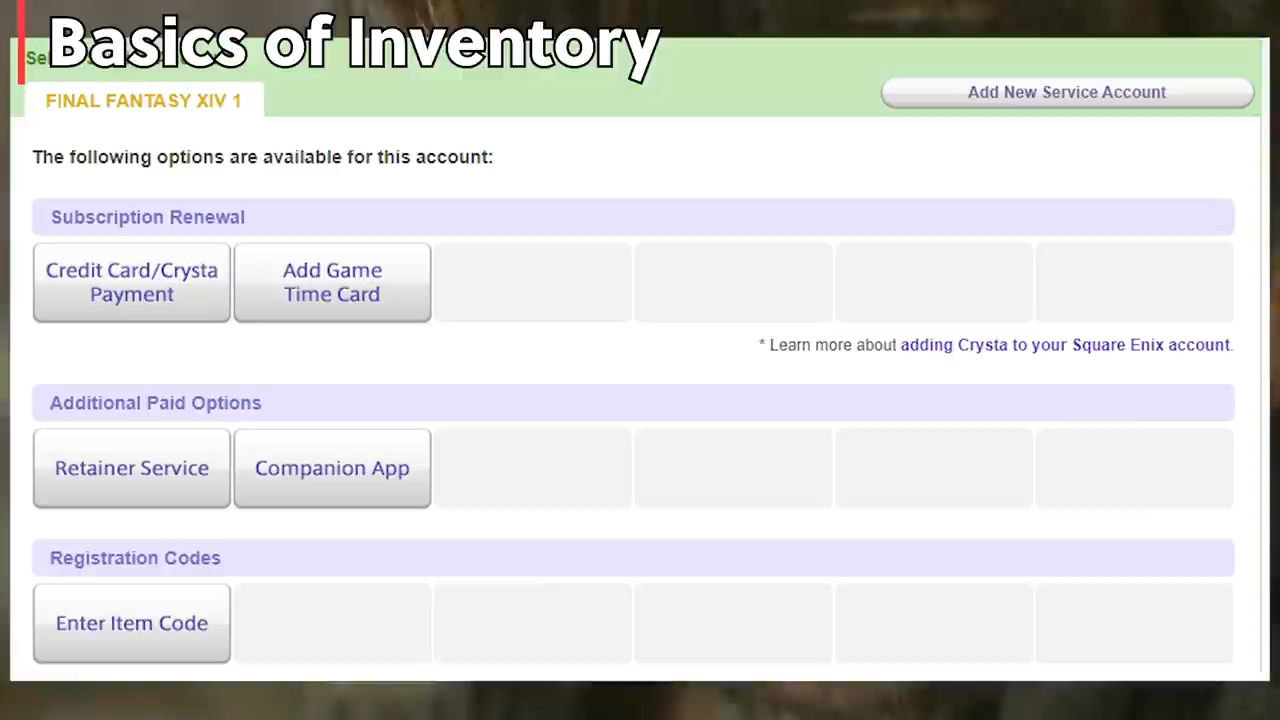 Basics of Inventory
FINAL FANTASY XIV 1
Add New Service Account
The following options are available for this account:
Subscription Renewal
Credit Card/Crysta
Payment
Add Game
Time Card
* Learn more about adding Crysta to your Square Enix account.
Additional Paid Options
Retainer Service
Companion App
Registration Codes
Enter Item Code